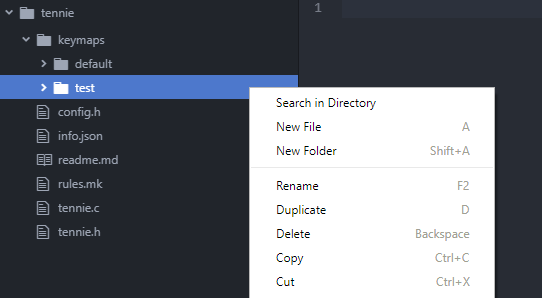 tennie
1
keymaps
default
test
config.h
info.json
readme.md
rules.mk
tennie.c
tennie.h
Search in Directory
New File A
New Folder Shift+A
Rename F2
Duplicate D
Delete Backspace
Copy Ctrl+C
Cut Ctrl+X